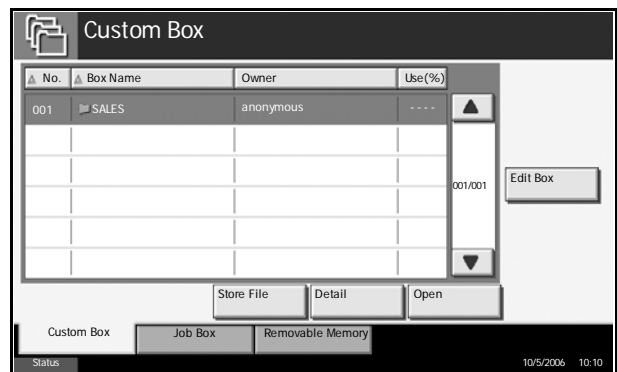 Custom Box
No. Box Name Owner Use(%)
001 SALES anonymous ----
001/001
Edit Box
Store File Detail Open
Custom Box Job Box Removable Memory
Status 10/5/2006 10:10